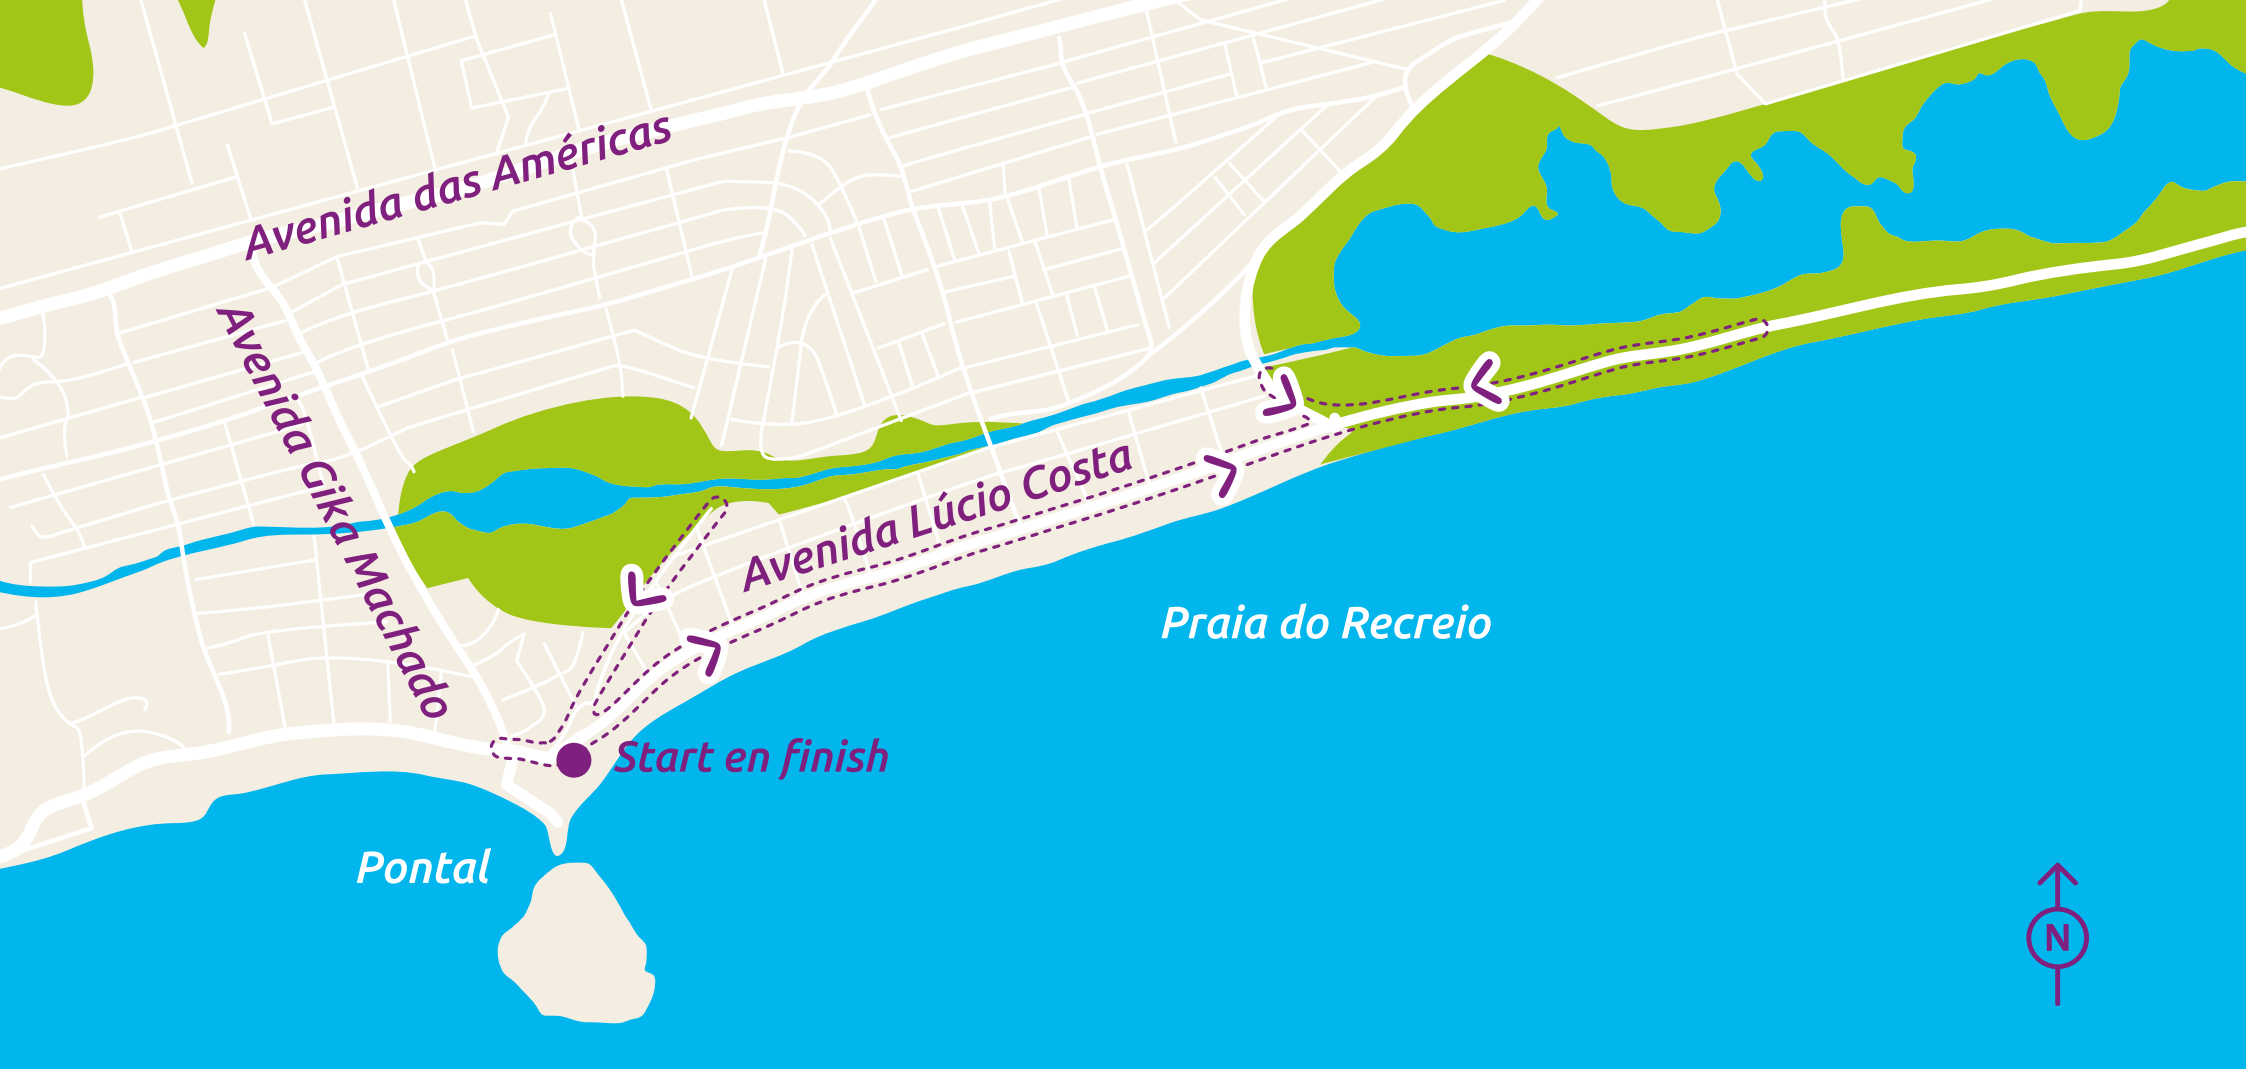 Avenida das Américas
Avenida Gika Machado
Avenida Lúcio Costa
Praia do Recreio
Start en finish
Pontal
N